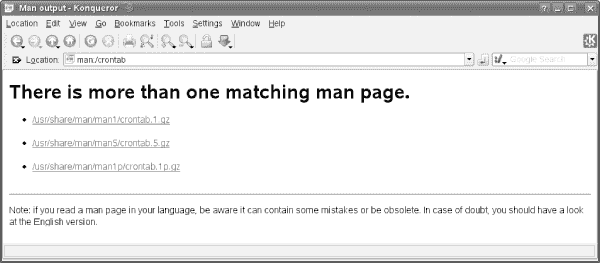 Man output - Konqueror
Location Edit View Go Bookmarks Tools Settings Window Help
Location: man:/crontab Google Search
There is more than one matching man page.
/usr/share/man/man1/crontab.1.gz
/usr/share/man/man5/crontab.5.gz
/usr/share/man/man1p/crontab.1p.gz
Note: if you read a man page in your language, be aware it can contain some mistakes or be obsolete. In case of doubt, you should have a look
at the English version.